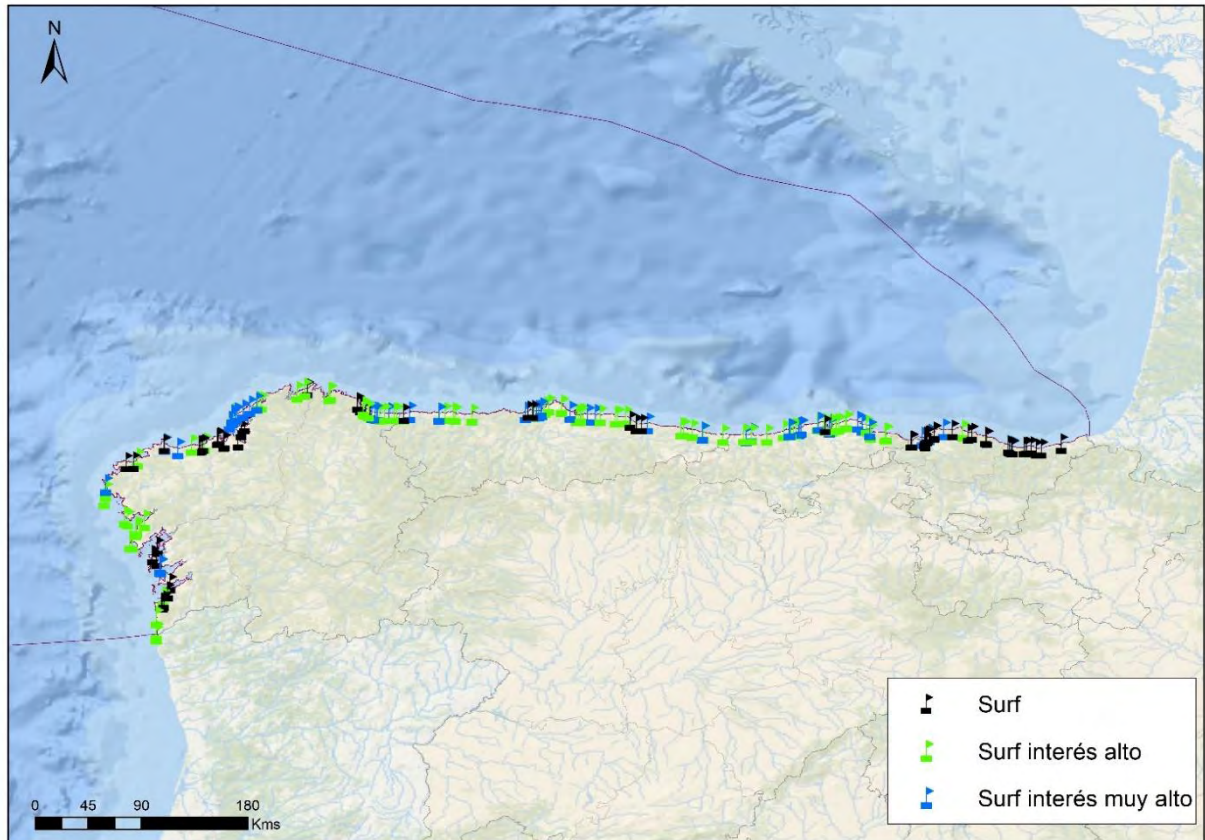 N
Surf
Surf interés alto
Surf interés muy alto
0 45 90 180
Kms